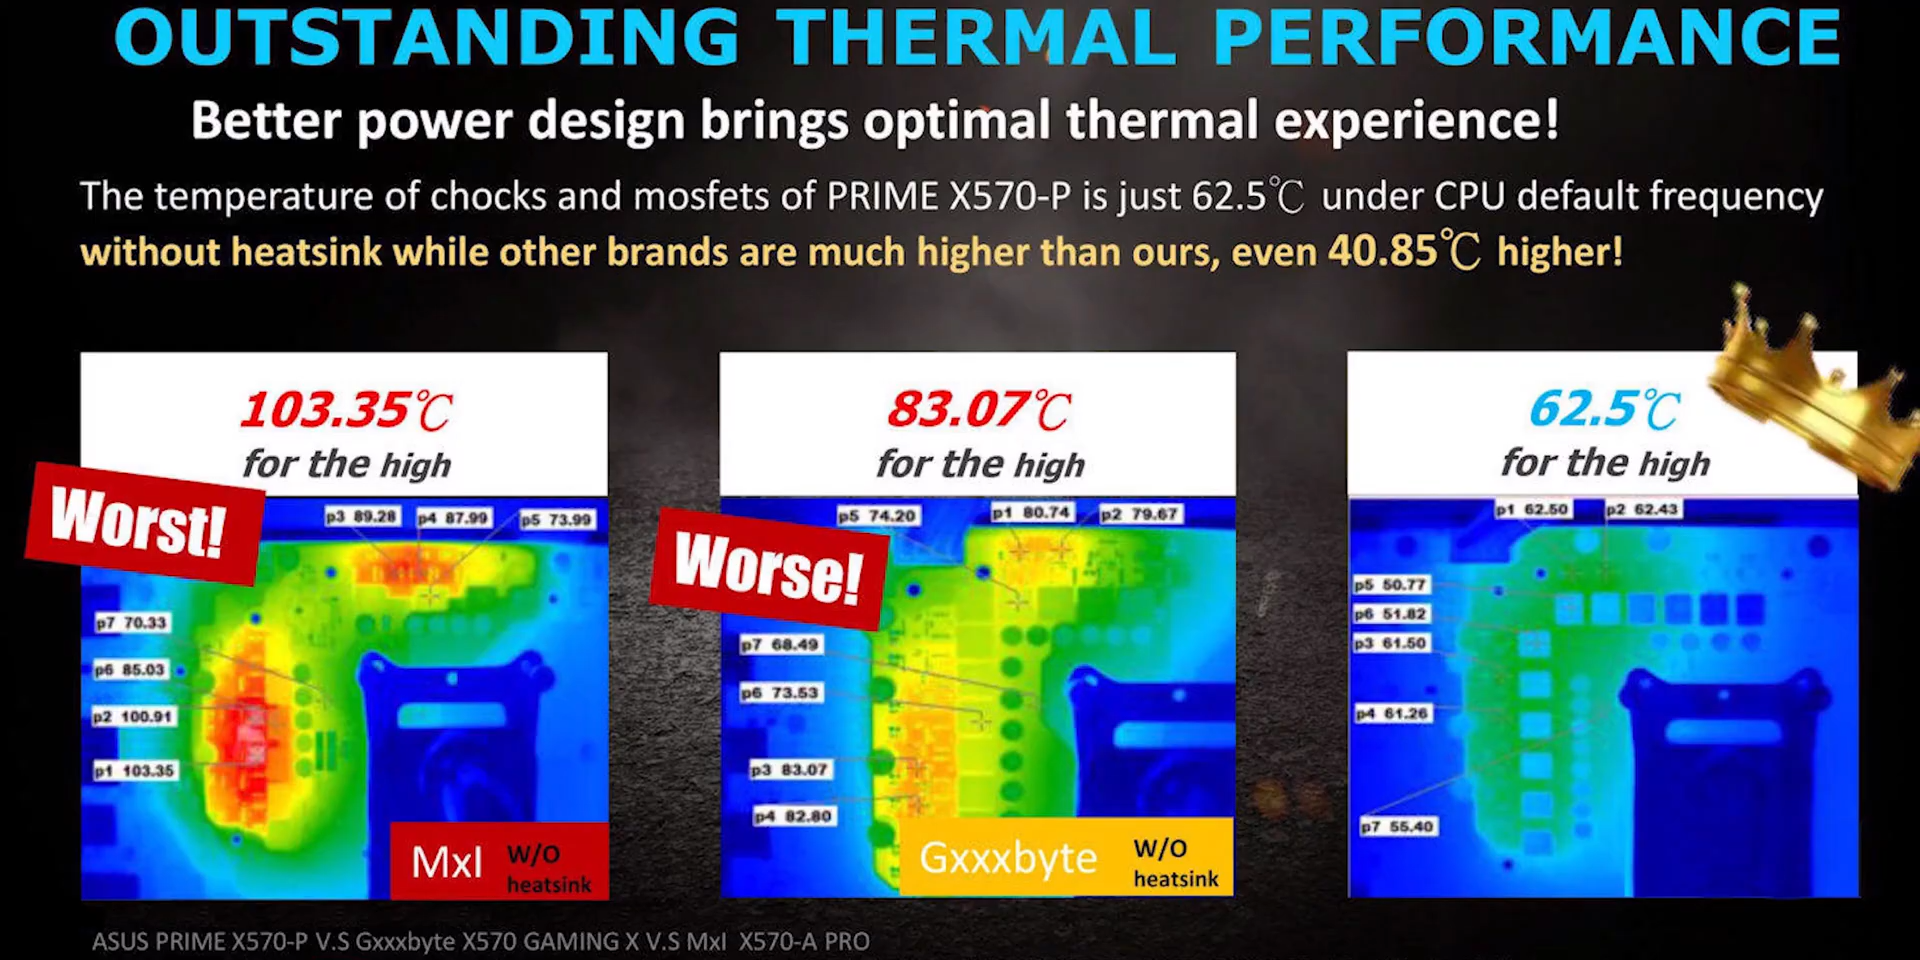 OUTSTANDING THERMAL PERFORMANCE
Better power design brings optimal thermal experience!
The temperature of chocks and mosfets of PRIME X570-P is just 62.5℃ under CPU default frequency
without heatsink while other brands are much higher than ours, even 40.85℃ higher!
103.35℃
for the high
Worst!
p3 89.28
p4 87.99
p5 73.99
p7 70.33
p6 85.03
p2 100.91
p1 103.35
MxI
W/O
heatsink
83.07℃
for the high
Worse!
p5 74.20
p1 80.74
p2 79.67
p7 68.49
p6 73.53
p3 83.07
p4 82.80
Gxxxbyte
W/O
heatsink
62.5℃
for the high
p1 62.50
p2 62.43
p5 50.77
p6 51.82
p3 61.50
p4 61.26
p7 55.40
ASUS PRIME X570-P V.S Gxxxbyte X570 GAMING X V.S MxI X570-A PRO